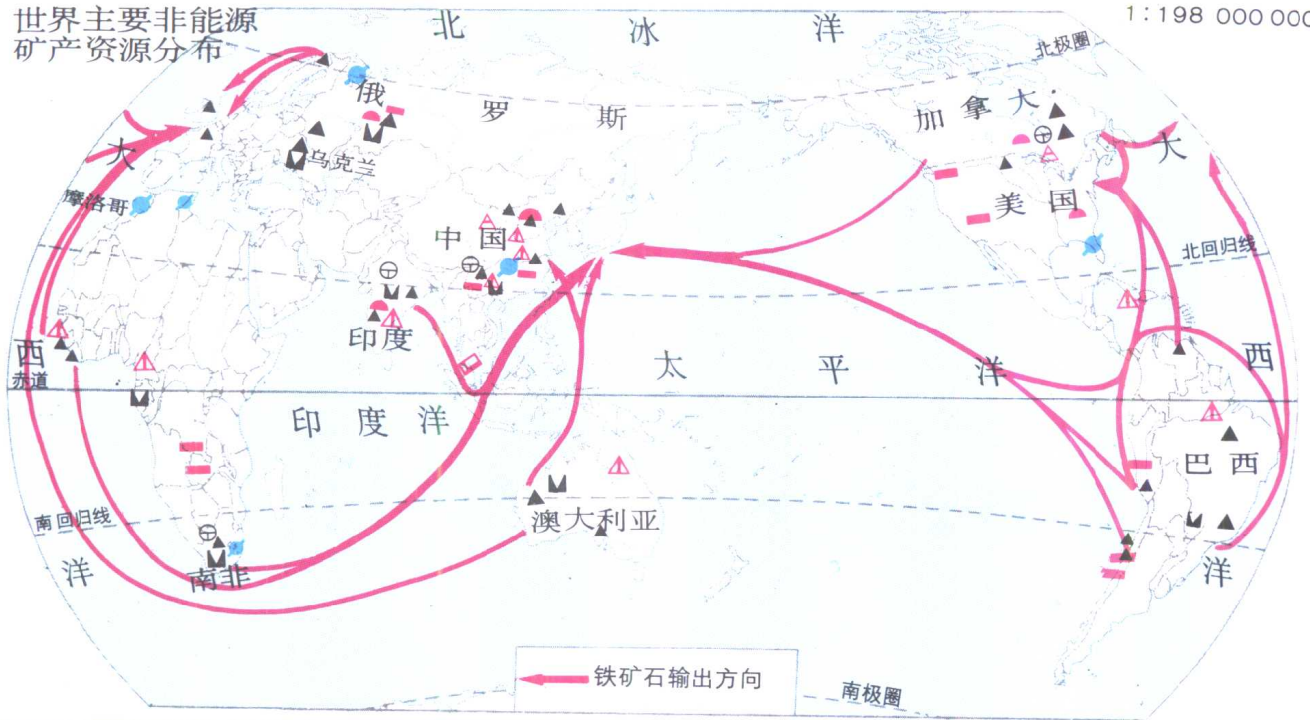 世界主要非能源
矿产资源分布
1:198 000 000
北 冰 洋
北极圈
俄 罗 斯
加拿大
大
乌克兰
大
摩洛哥
美国
中国
北回归线
印度
西
太 平 洋
西
赤道
印度洋
巴西
南回归线
澳大利亚
洋
南非
洋
铁矿石输出方向
南极圈